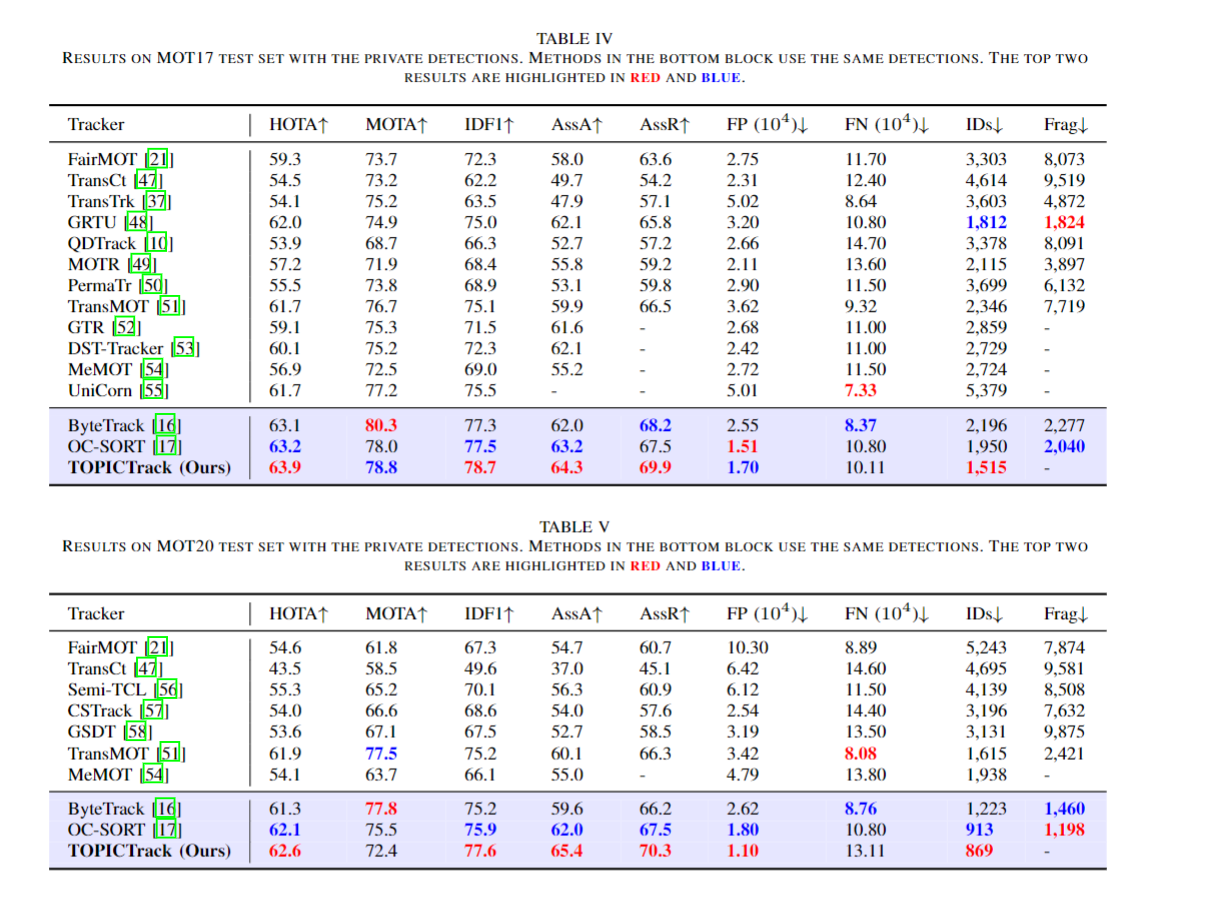 TABLE IV
RESULTS ON MOT17 TEST SET WITH THE PRIVATE DETECTIONS. METHODS IN THE BOTTOM BLOCK USE THE SAME DETECTIONS. THE TOP TWO
RESULTS ARE HIGHLIGHTED IN RED AND BLUE.
Tracker HOTA↑ MOTA↑ IDF1↑ AssA↑ AssR↑ FP (10⁴)↓ FN (10⁴)↓ IDs↓ Frag↓
FairMOT [21] 59.3 73.7 72.3 58.0 63.6 2.75 11.70 3,303 8,073
TransCt [47] 54.5 73.2 62.2 49.7 54.2 2.31 12.40 4,614 9,519
TransTrk [37] 54.1 75.2 63.5 47.9 57.1 5.02 8.64 3,603 4,872
GRTU [48] 62.0 74.9 75.0 62.1 65.8 3.20 10.80 1,812 1,824
QDTrack [10] 53.9 68.7 66.3 52.7 57.2 2.66 14.70 3,378 8,091
MOTR [49] 57.2 71.9 68.4 55.8 59.2 2.11 13.60 2,115 3,897
PermaTr [50] 55.5 73.8 68.9 53.1 59.8 2.90 11.50 3,699 6,132
TransMOT [51] 61.7 76.7 75.1 59.9 66.5 3.62 9.32 2,346 7,719
GTR [52] 59.1 75.3 71.5 61.6 - 2.68 11.00 2,859 -
DST-Tracker [53] 60.1 75.2 72.3 62.1 - 2.42 11.00 2,729 -
MeMOT [54] 56.9 72.5 69.0 55.2 - 2.72 11.50 2,724 -
UniCorn [55] 61.7 77.2 75.5 - - 5.01 7.33 5,379 -
ByteTrack [16] 63.1 80.3 77.3 62.0 68.2 2.55 8.37 2,196 2,277
OC-SORT [17] 63.2 78.0 77.5 63.2 67.5 1.51 10.80 1,950 2,040
TOPICTrack (Ours) 63.9 78.8 78.7 64.3 69.9 1.70 10.11 1,515 -
TABLE V
RESULTS ON MOT20 TEST SET WITH THE PRIVATE DETECTIONS. METHODS IN THE BOTTOM BLOCK USE THE SAME DETECTIONS. THE TOP TWO
RESULTS ARE HIGHLIGHTED IN RED AND BLUE.
Tracker HOTA↑ MOTA↑ IDF1↑ AssA↑ AssR↑ FP (10⁴)↓ FN (10⁴)↓ IDs↓ Frag↓
FairMOT [21] 54.6 61.8 67.3 54.7 60.7 10.30 8.89 5,243 7,874
TransCt [47] 43.5 58.5 49.6 37.0 45.1 6.42 14.60 4,695 9,581
Semi-TCL [56] 55.3 65.2 70.1 56.3 60.9 6.12 11.50 4,139 8,508
CSTrack [57] 54.0 66.6 68.6 54.0 57.6 2.54 14.40 3,196 7,632
GSDT [58] 53.6 67.1 67.5 52.7 58.5 3.19 13.50 3,131 9,875
TransMOT [51] 61.9 77.5 75.2 60.1 66.3 3.42 8.08 1,615 2,421
MeMOT [54] 54.1 63.7 66.1 55.0 - 4.79 13.80 1,938 -
ByteTrack [16] 61.3 77.8 75.2 59.6 66.2 2.62 8.76 1,223 1,460
OC-SORT [17] 62.1 75.5 75.9 62.0 67.5 1.80 10.80 913 1,198
TOPICTrack (Ours) 62.6 72.4 77.6 65.4 70.3 1.10 13.11 869 -